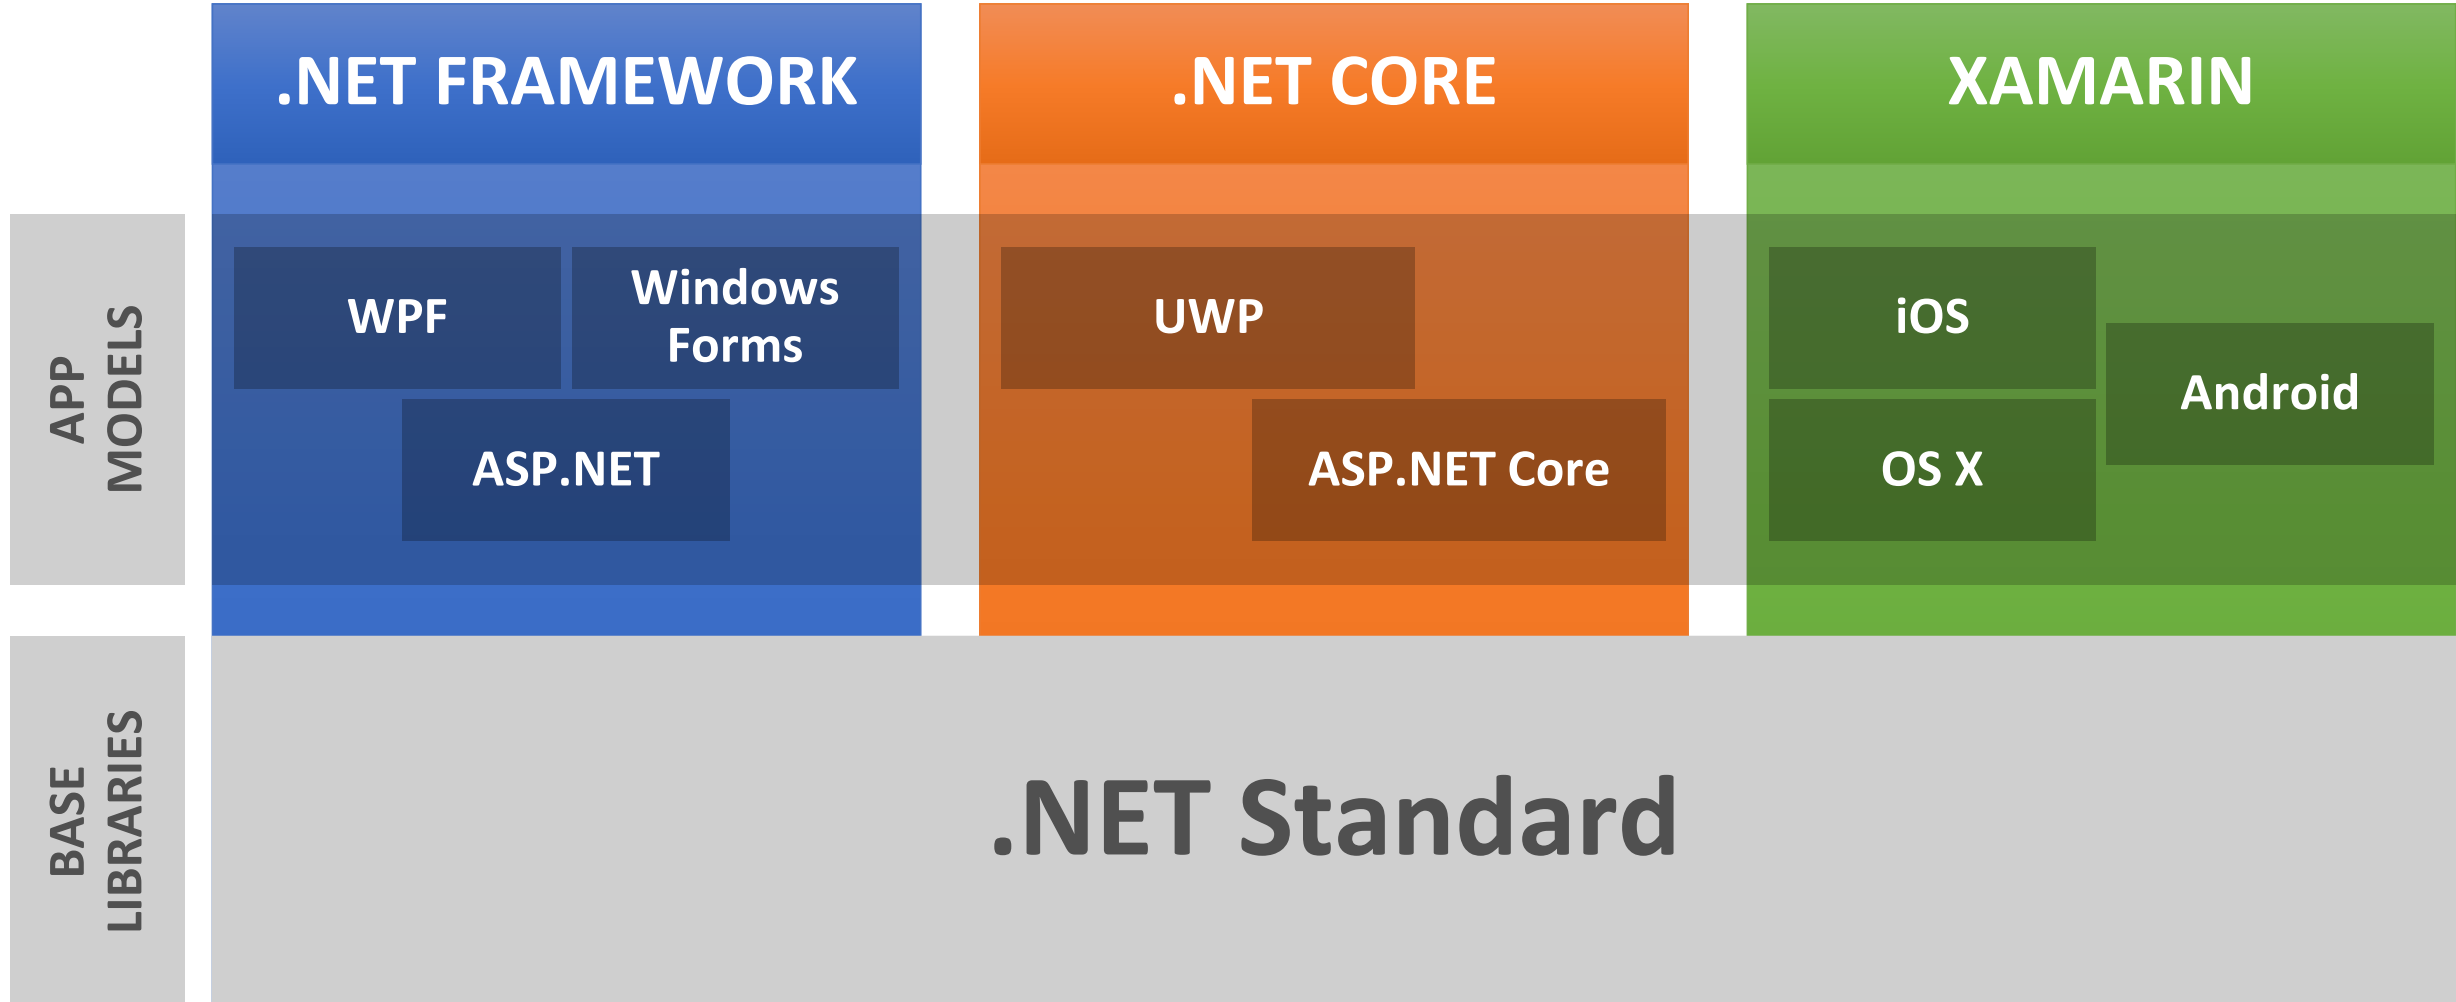 .NET FRAMEWORK
.NET CORE
XAMARIN
APP
MODELS
WPF
Windows
Forms
ASP.NET
UWP
ASP.NET Core
iOS
Android
OS X
BASE
LIBRARIES
.NET Standard